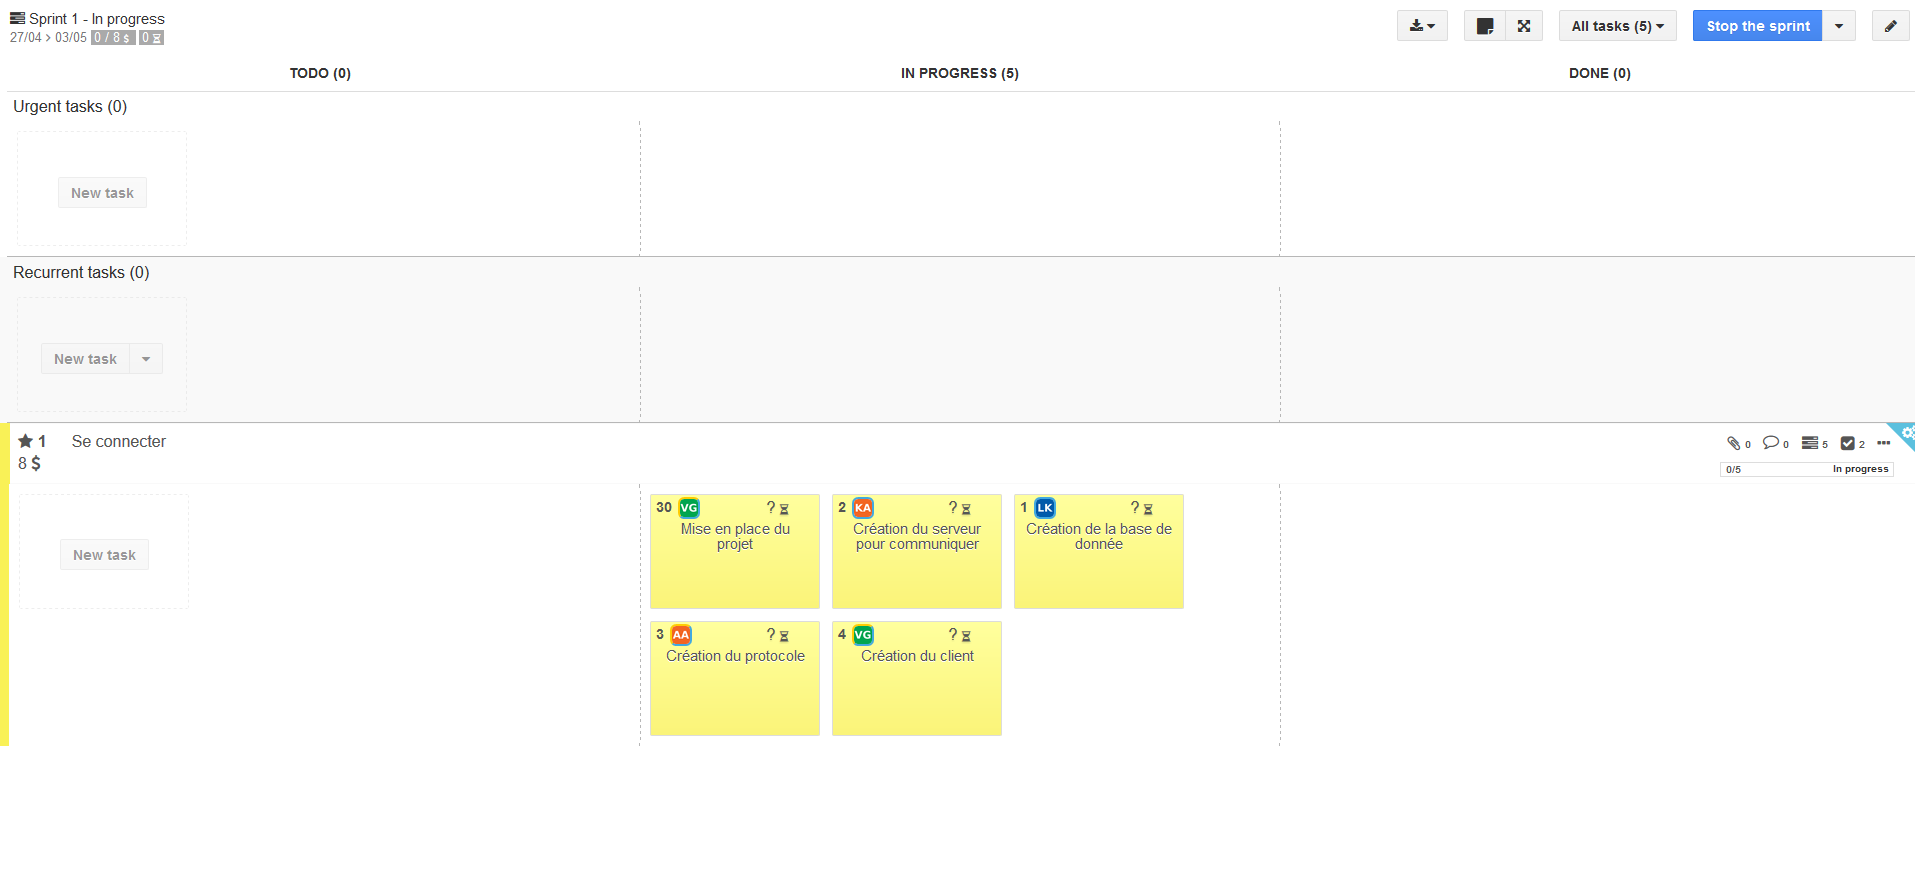 Sprint 1 - In progress
27/04 > 03/05 0 / 8 $ 0
All tasks (5)
Stop the sprint
TODO (0)
IN PROGRESS (5)
DONE (0)
Urgent tasks (0)
New task
Recurrent tasks (0)
New task
1 Se connecter
8 $
0 0 5 2
0/5 In progress
New task
30 VG ?
Mise en place du
projet
2 KA ?
Création du serveur
pour communiquer
1 LK ?
Création de la base de
donnée
3 AA ?
Création du protocole
4 VG ?
Création du client